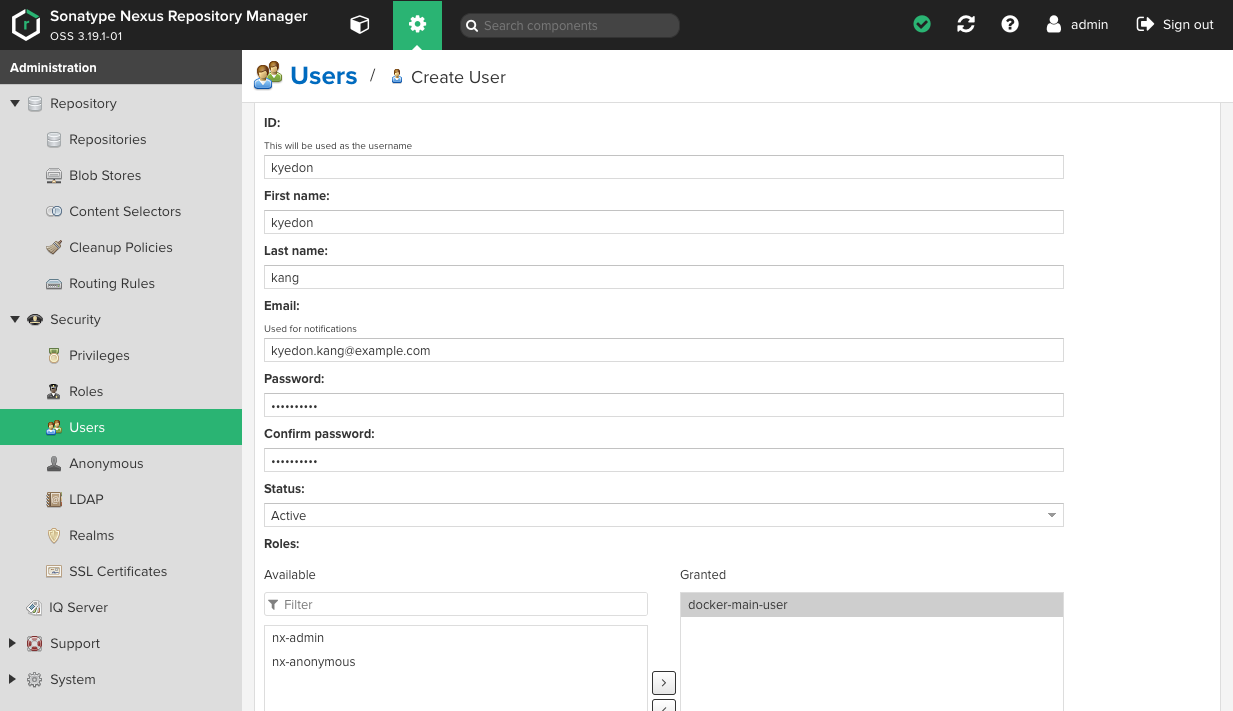 Sonatype Nexus Repository Manager
OSS 3.19.1-01
Search components
admin
Sign out
Administration
Repository
Repositories
Blob Stores
Content Selectors
Cleanup Policies
Routing Rules
Security
Privileges
Roles
Users
Anonymous
LDAP
Realms
SSL Certificates
IQ Server
Support
System
Users / Create User
ID:
This will be used as the username
kyedon
First name:
kyedon
Last name:
kang
Email:
Used for notifications
kyedon.kang@example.com
Password:
••••••••••
Confirm password:
••••••••••
Status:
Active
Roles:
Available
Filter
nx-admin
nx-anonymous
Granted
docker-main-user